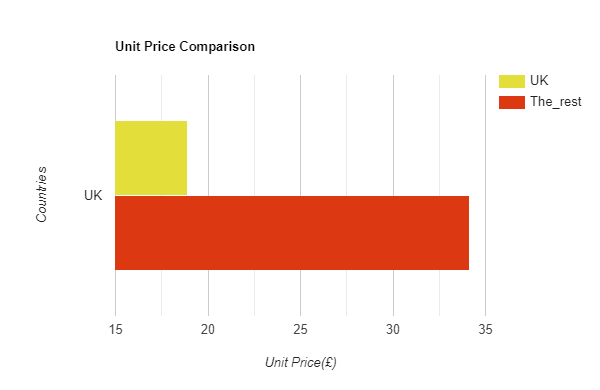 Unit Price Comparison
UK
The_rest
Countries
UK
15 20 25 30 35
Unit Price(£)